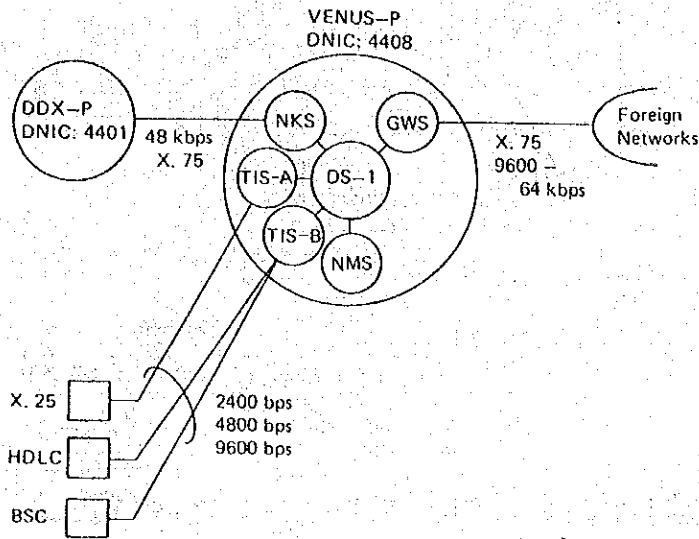 VENUS-P
DNIC: 4408
DDX-P
DNIC: 4401
48 kbps
X. 75
NKS
GWS
TIS-A
DS-1
TIS-B
NMS
X. 75
9600 –
64 kbps
Foreign
Networks
X. 25
HDLC
BSC
2400 bps
4800 bps
9600 bps